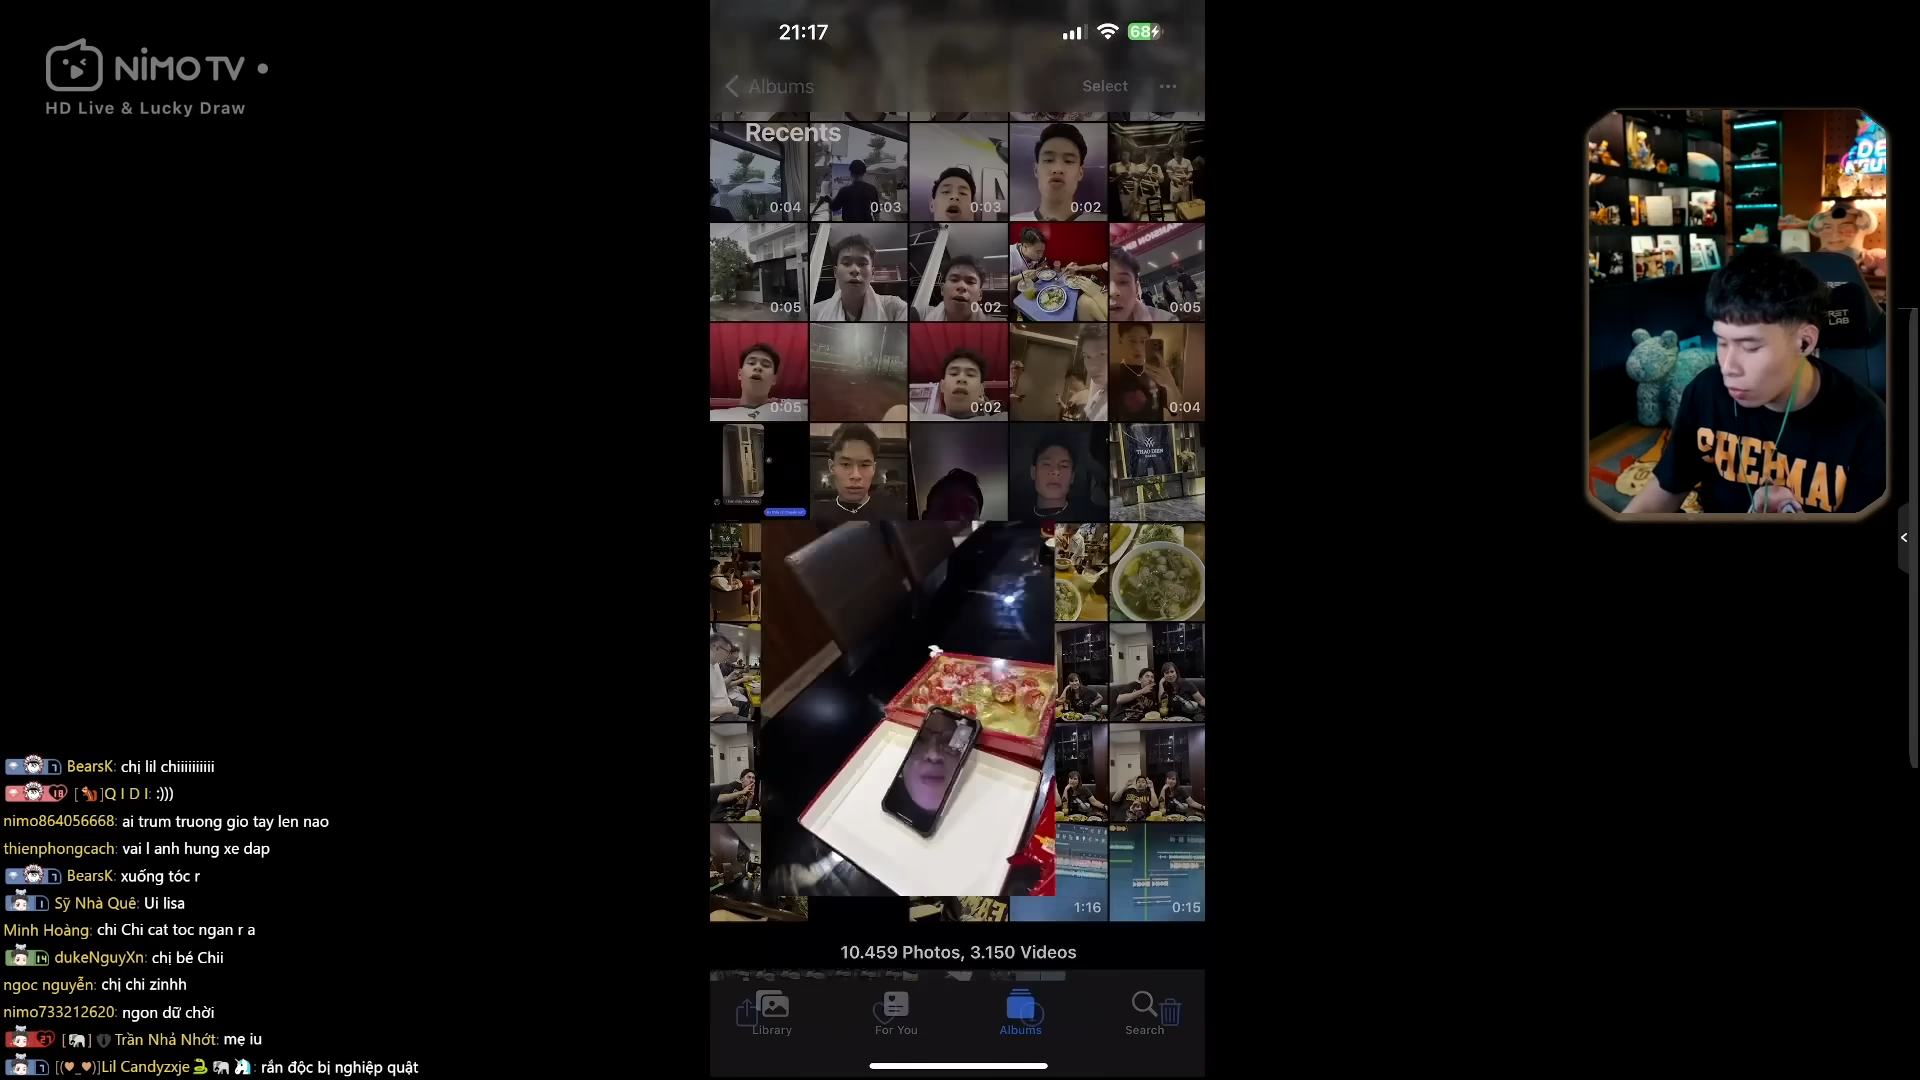 NIMO TV
HD Live & Lucky Draw
21:17
68
Albums
Select
Recents
0:04
0:03
0:03
0:02
0:05
0:02
0:05
0:05
0:02
0:04
THAO DIEN
1:16
0:15
10.459 Photos, 3.150 Videos
Library
For You
Albums
Search
SHERMAN
BearsK: chị lil chiiiiiiiiii
[🐕]Q I D I: :)))
nimo864056668: ai trum truong gio tay len nao
thienphongcach: vai l anh hung xe dap
BearsK: xuống tóc r
Sỹ Nhà Quê: Ui lisa
Minh Hoàng: chi Chi cat toc ngan r a
dukeNguyXn: chị bé Chii
ngoc nguyễn: chị chi zinhh
nimo733212620: ngon dữ chời
[🐘] Trần Nhả Nhớt: mẹ iu
[(♥_♥)]Lil Candyzxje🐍🐘🦄: rắn độc bị nghiệp quật